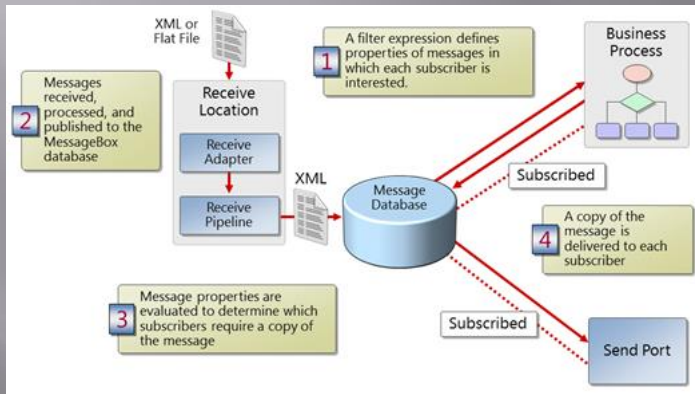 XML or
Flat File
1
A filter expression defines
properties of messages in
which each subscriber is
interested.
Business
Process
2
Messages
received,
processed, and
published to the
MessageBox
database
Receive
Location
Receive
Adapter
Receive
Pipeline
XML
Message
Database
Subscribed
4
A copy of the
message is
delivered to each
subscriber
3
Message properties are
evaluated to determine which
subscribers require a copy of
the message
Subscribed
Send Port